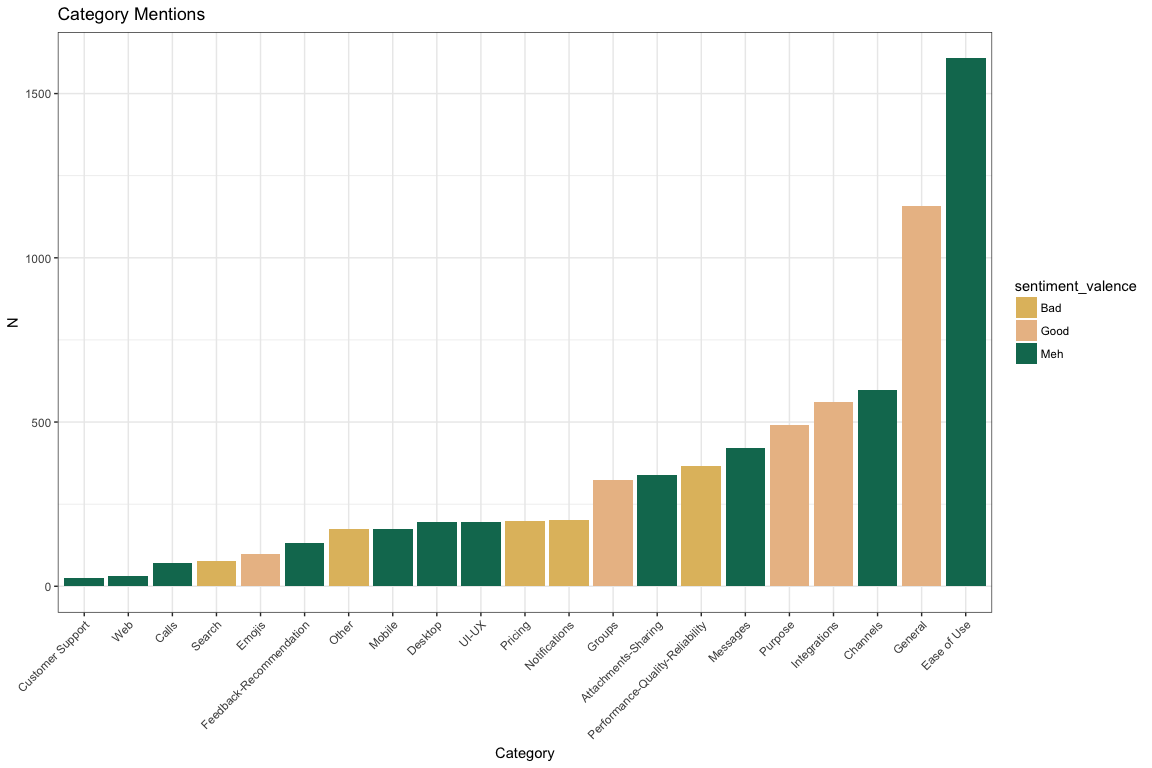 Category Mentions
1500
1000
500
0
N
Customer Support
Web
Calls
Search
Emojis
Feedback-Recommendation
Other
Mobile
Desktop
UI-UX
Pricing
Notifications
Groups
Attachments-Sharing
Performance-Quality-Reliability
Messages
Purpose
Integrations
Channels
General
Ease of Use
Category
sentiment_valence
Bad
Good
Meh